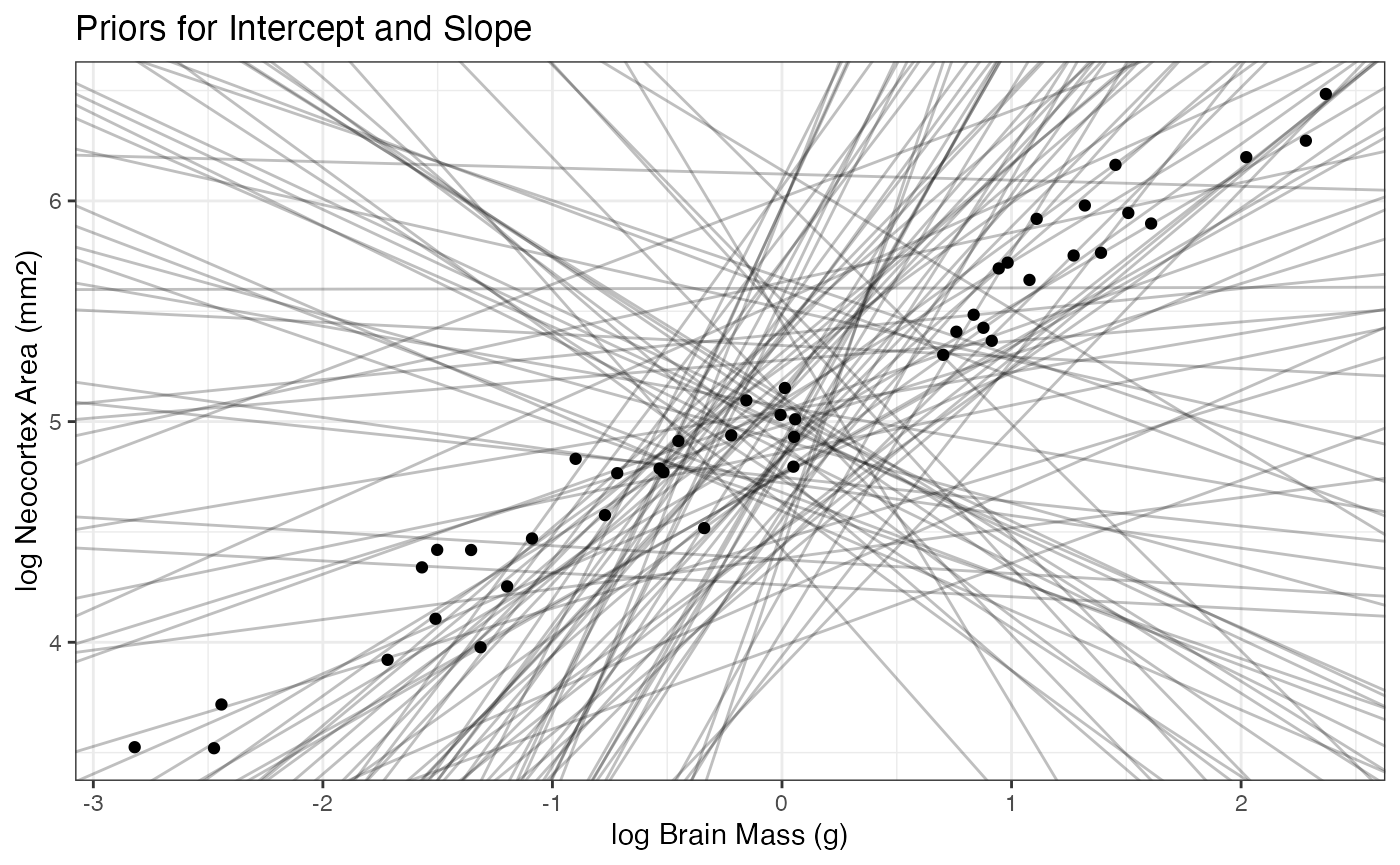 Priors for Intercept and Slope
6
5
4
log Neocortex Area (mm2)
-3 -2 -1 0 1 2
log Brain Mass (g)